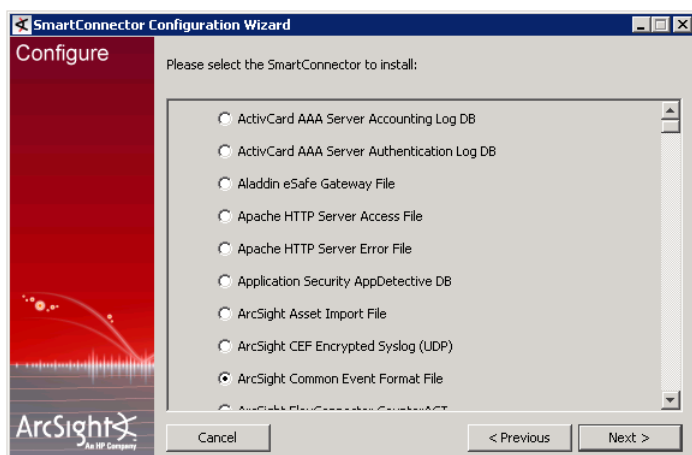 SmartConnector Configuration Wizard
Configure
Please select the SmartConnector to install:
ActivCard AAA Server Accounting Log DB
ActivCard AAA Server Authentication Log DB
Aladdin eSafe Gateway File
Apache HTTP Server Access File
Apache HTTP Server Error File
Application Security AppDetective DB
ArcSight Asset Import File
ArcSight CEF Encrypted Syslog (UDP)
ArcSight Common Event Format File
ArcSight FlexConnector CounterACT
ArcSight
An HP Company
Cancel
< Previous
Next >